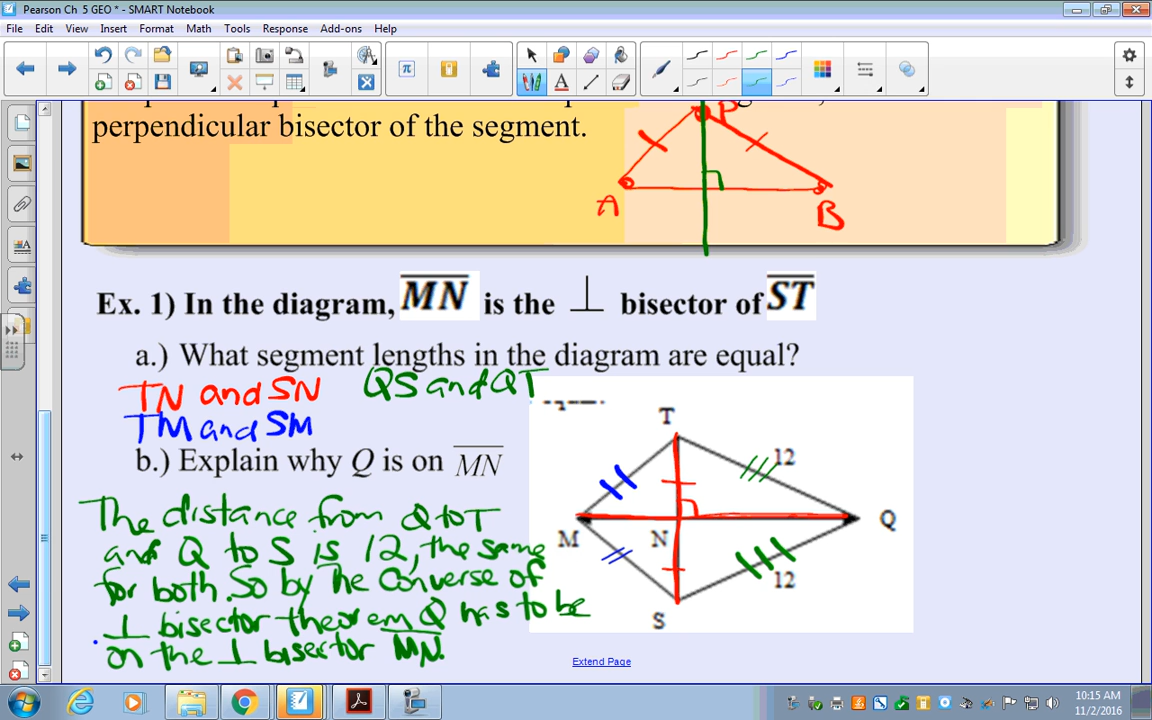 Pearson Ch 5 GEO * - SMART Notebook
File Edit View Insert Format Math Tools Response Add-ons Help
perpendicular bisector of the segment.
P
A
B
Ex. 1) In the diagram, MN is the ⊥ bisector of ST
a.) What segment lengths in the diagram are equal?
TN and SN QS and QT
TM and SM
b.) Explain why Q is on MN
The distance from Q to T
and Q to S is 12, the same
for both. So by the converse of
⊥ bisector theorem Q has to be
on the ⊥ bisector MN.
T
12
M N Q
12
S
Extend Page
10:15 AM
11/2/2016